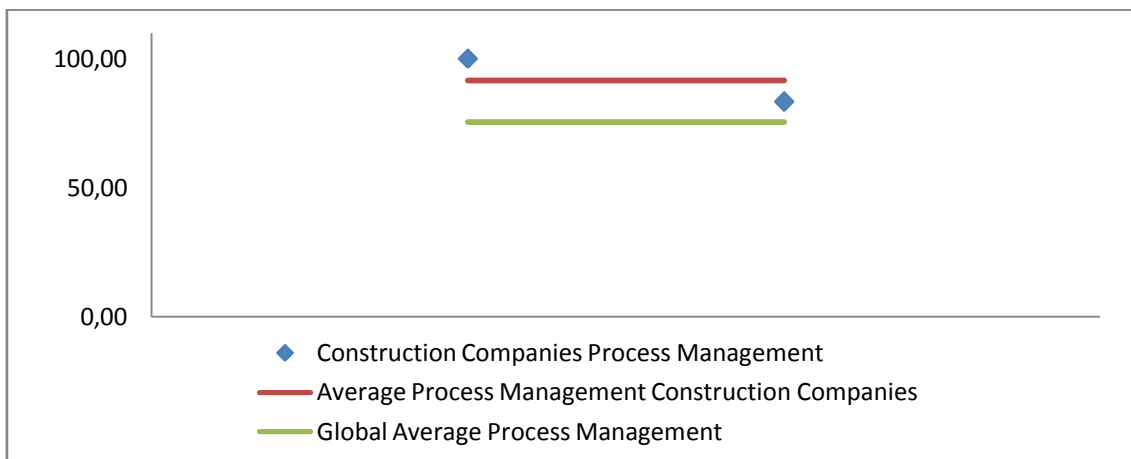 100,00
50,00
0,00
Construction Companies Process Management
Average Process Management Construction Companies
Global Average Process Management